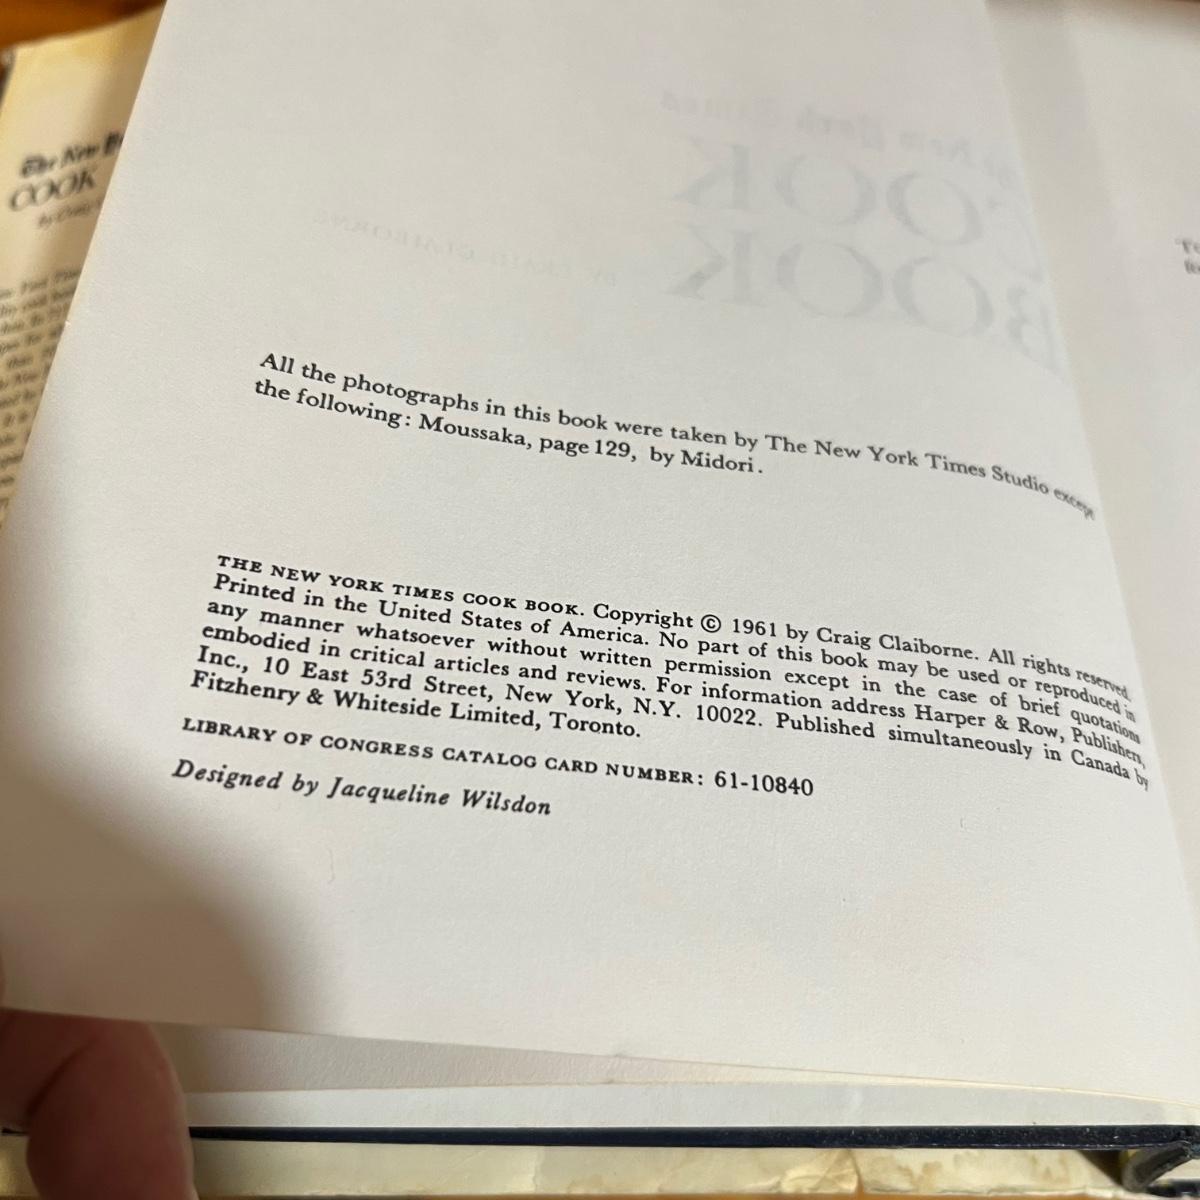 The New
COOK
All the photographs in this book were taken by The New York Times Studio except
the following: Moussaka, page 129, by Midori.
THE NEW YORK TIMES COOK BOOK. Copyright © 1961 by Craig Claiborne. All rights reserved.
Printed in the United States of America. No part of this book may be used or reproduced in
any manner whatsoever without written permission except in the case of brief quotations
embodied in critical articles and reviews. For information address Harper & Row, Publishers,
Inc., 10 East 53rd Street, New York, N.Y. 10022. Published simultaneously in Canada by
Fitzhenry & Whiteside Limited, Toronto.
LIBRARY OF CONGRESS CATALOG CARD NUMBER: 61-10840
Designed by Jacqueline Wilsdon